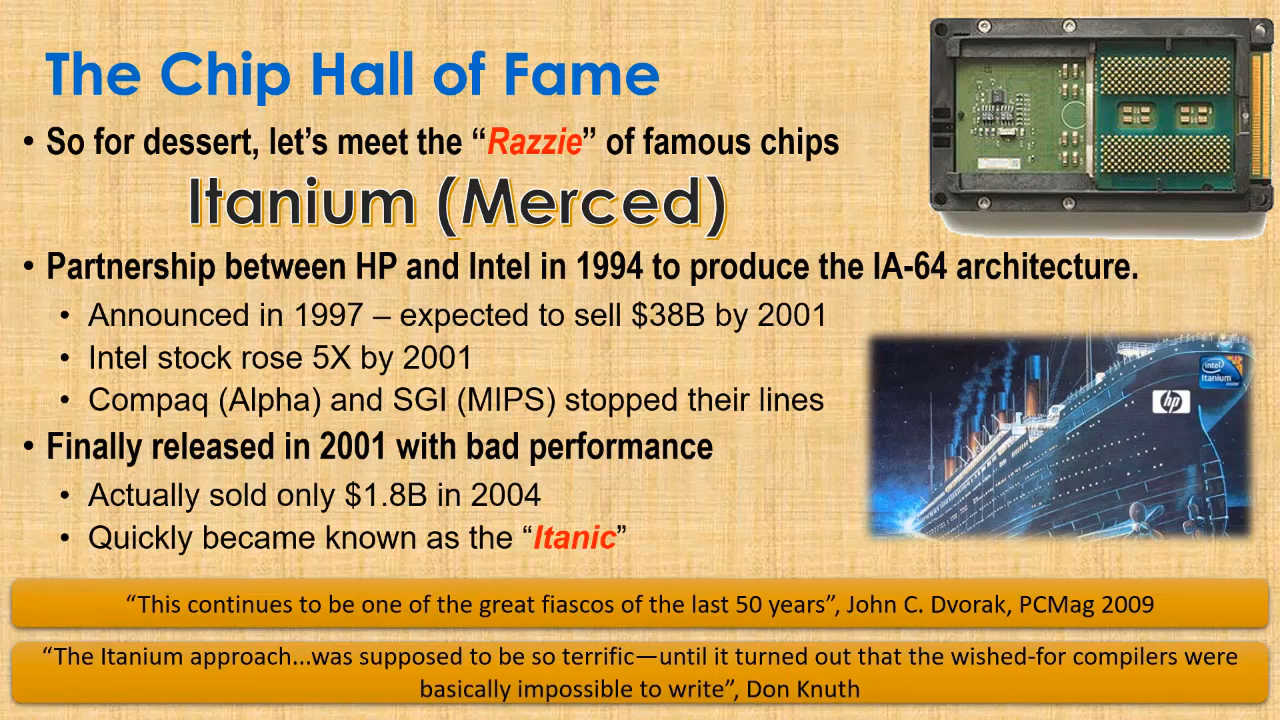 The Chip Hall of Fame
• So for dessert, let’s meet the “Razzie” of famous chips
Itanium (Merced)
• Partnership between HP and Intel in 1994 to produce the IA-64 architecture.
• Announced in 1997 – expected to sell $38B by 2001
• Intel stock rose 5X by 2001
• Compaq (Alpha) and SGI (MIPS) stopped their lines
intel
Itanium
hp
• Finally released in 2001 with bad performance
• Actually sold only $1.8B in 2004
• Quickly became known as the “Itanic”
“This continues to be one of the great fiascos of the last 50 years”, John C. Dvorak, PCMag 2009
“The Itanium approach...was supposed to be so terrific—until it turned out that the wished-for compilers were
basically impossible to write”, Don Knuth